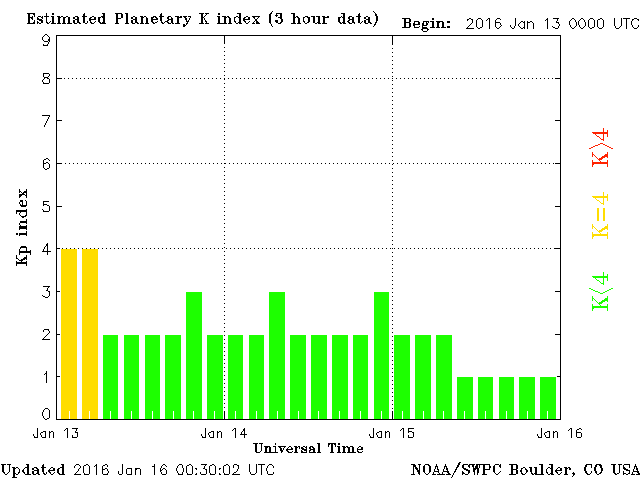 Estimated Planetary K index (3 hour data) Begin: 2016 Jan 13 0000 UTC
9
8
7
6
5
4
3
2
1
0
Kp index
K<4 K=4 K>4
Jan 13 Jan 14 Jan 15 Jan 16
Universal Time
Updated 2016 Jan 16 00:30:02 UTC NOAA/SWPC Boulder, CO USA